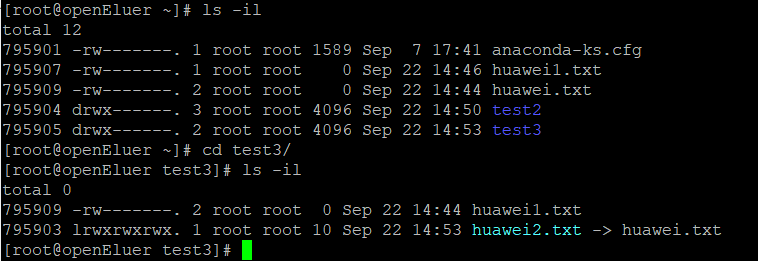 [root@openEluer ~]# ls -il
total 12
795901 -rw-------. 1 root root 1589 Sep  7 17:41 anaconda-ks.cfg
795907 -rw-------. 1 root root    0 Sep 22 14:46 huawei1.txt
795909 -rw-------. 2 root root    0 Sep 22 14:44 huawei.txt
795904 drwx------. 3 root root 4096 Sep 22 14:50 test2
795905 drwx------. 2 root root 4096 Sep 22 14:53 test3
[root@openEluer ~]# cd test3/
[root@openEluer test3]# ls -il
total 0
795909 -rw-------. 2 root root  0 Sep 22 14:44 huawei1.txt
795903 lrwxrwxrwx. 1 root root 10 Sep 22 14:53 huawei2.txt -> huawei.txt
[root@openEluer test3]#